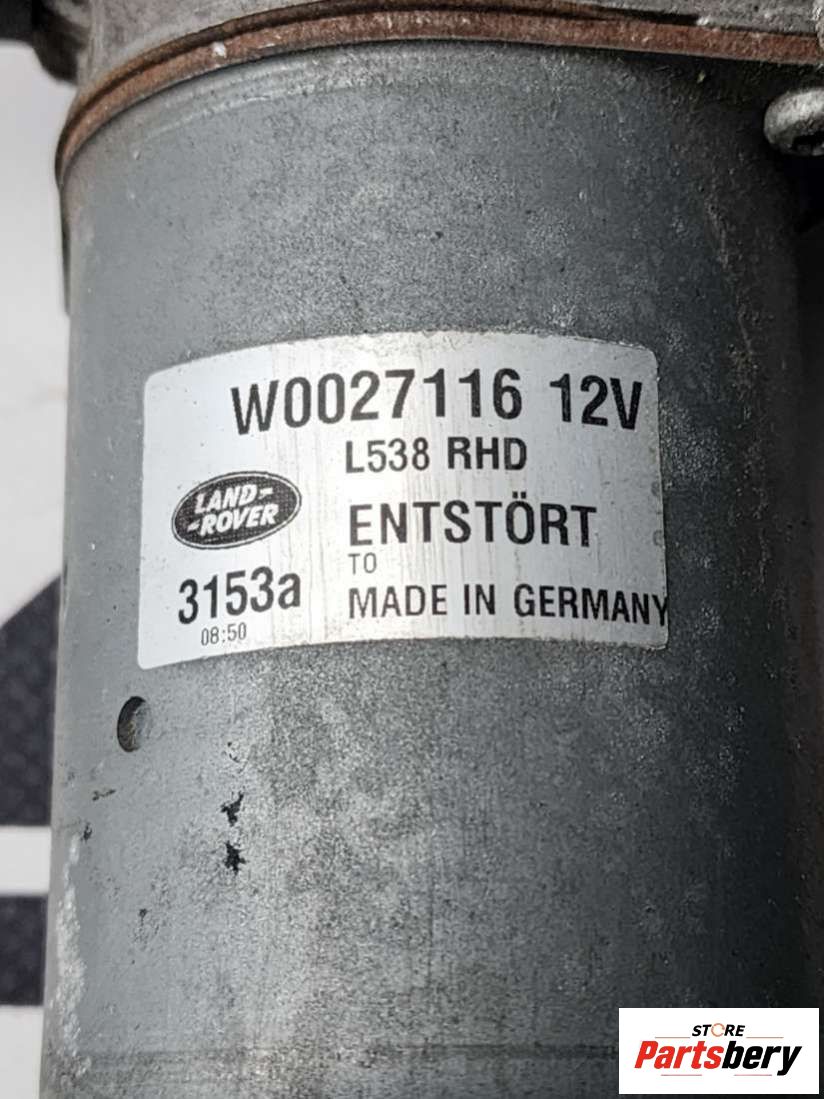 W0027116 12V
L538 RHD
LAND-
-ROVER
ENTSTÖRT
TO
3153a
MADE IN GERMANY
08:50
STORE
Partsbery